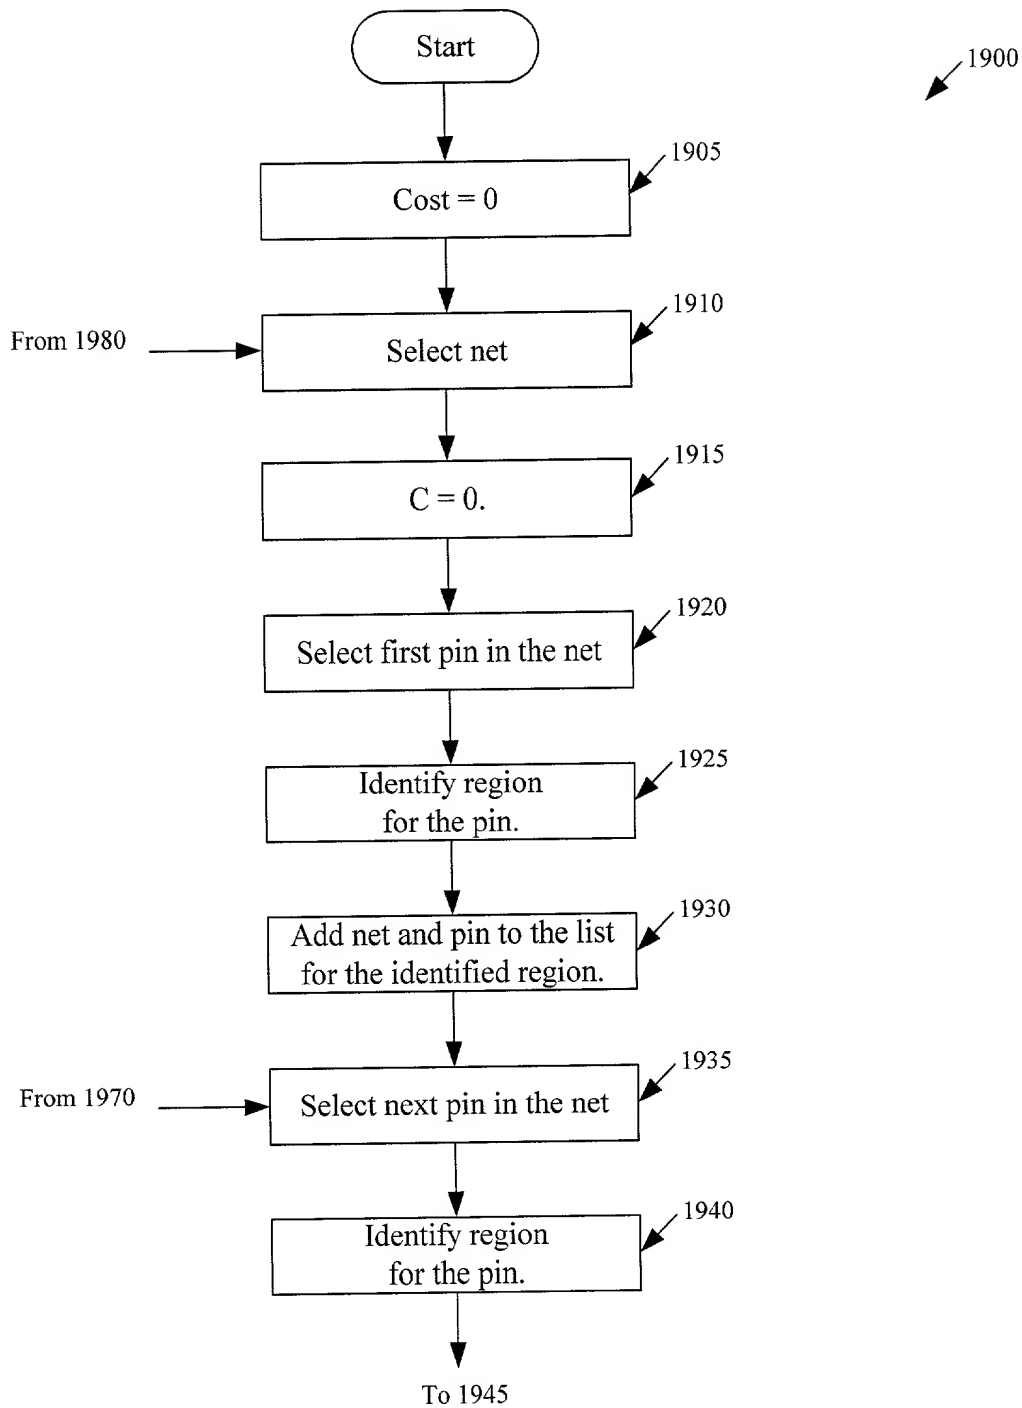 Start
1900
1905
Cost = 0
1910
From 1980
Select net
1915
C = 0.
1920
Select first pin in the net
1925
Identify region
for the pin.
1930
Add net and pin to the list
for the identified region.
1935
From 1970
Select next pin in the net
1940
Identify region
for the pin.
To 1945